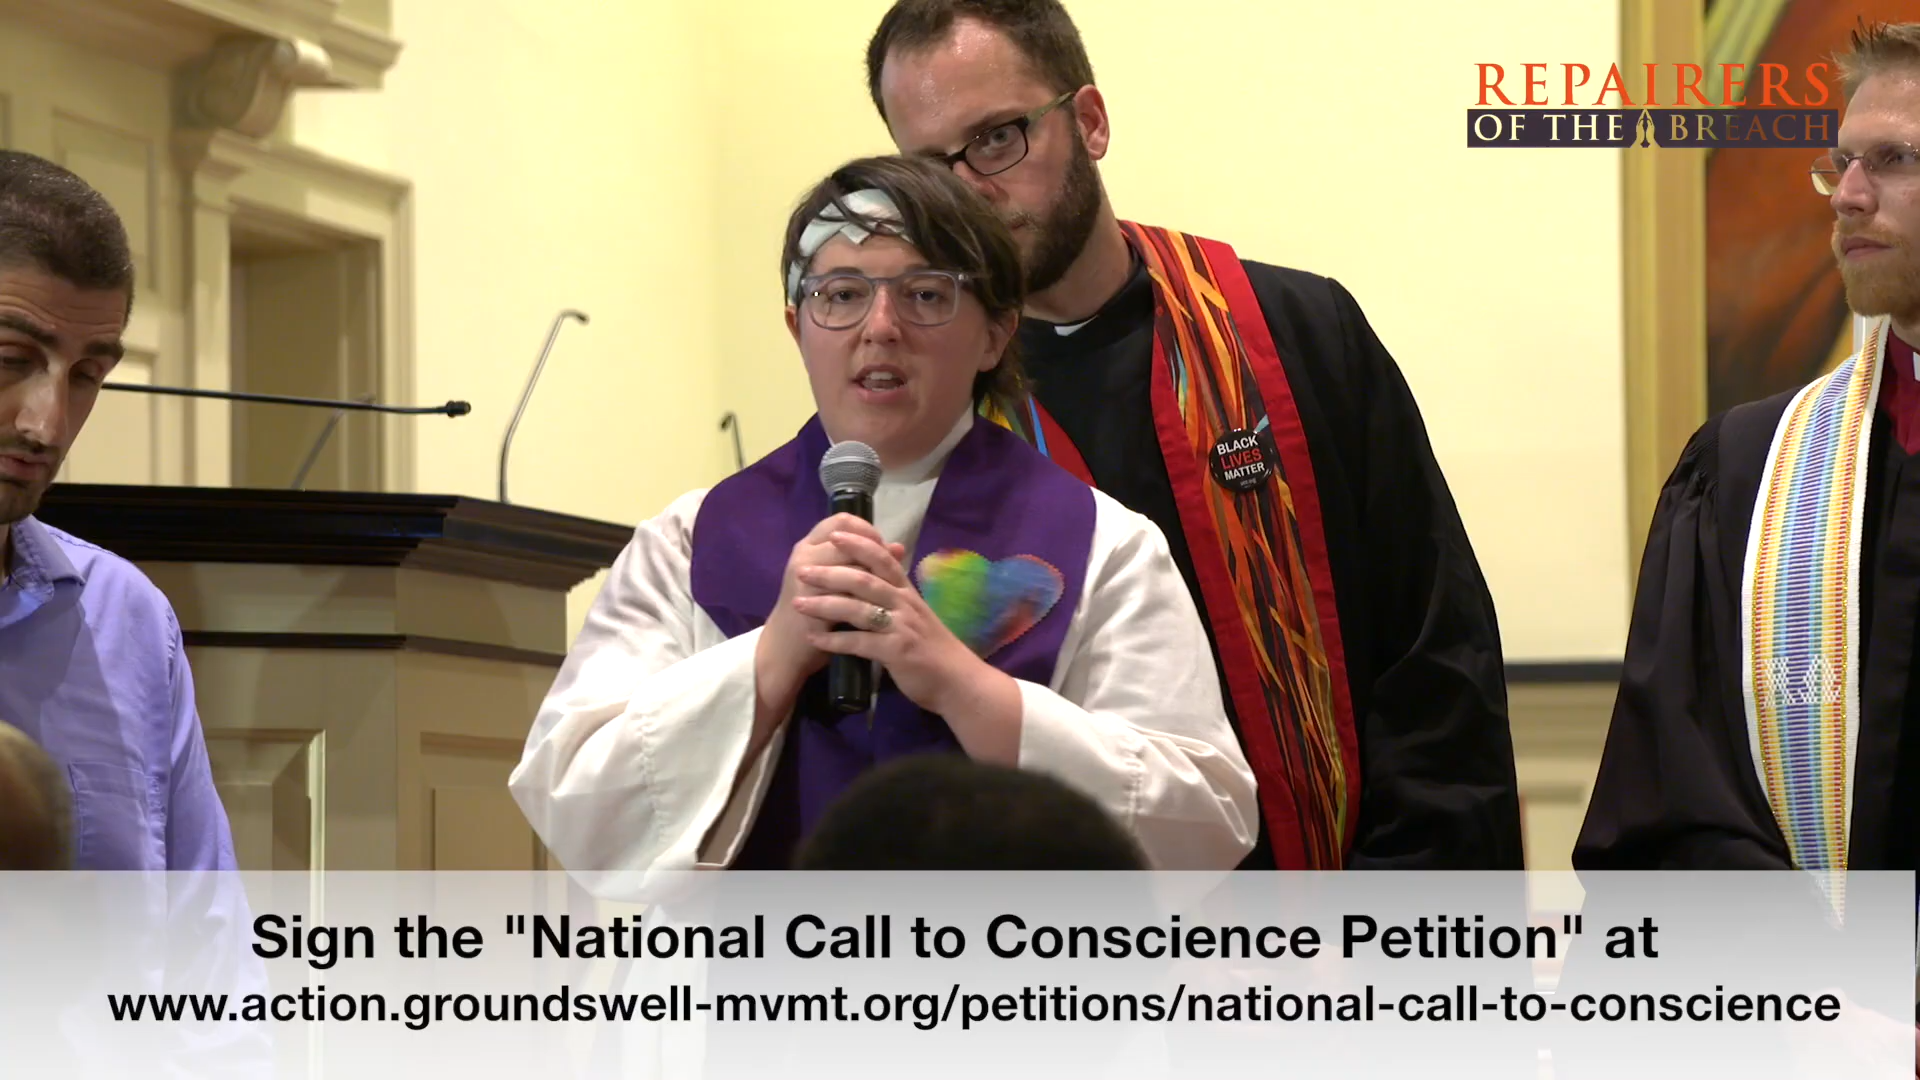 REPAIRERS
OF THE BREACH
BLACK
LIVES
MATTER
Sign the "National Call to Conscience Petition" at
www.action.groundswell-mvmt.org/petitions/national-call-to-conscience